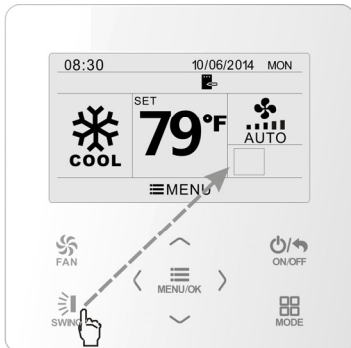 08:30 10/06/2014 MON
SET
79°F
COOL
AUTO
MENU
FAN
MENU/OK
ON/OFF
SWING
MODE